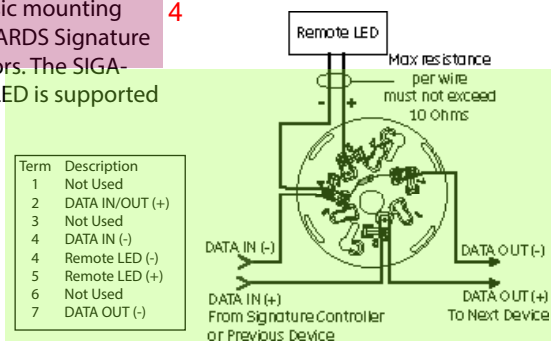 ic mounting
ARDS Signature
ors. The SIGA-
LED is supported
4
Remote LED
Max resistance
per wire
must not exceed
10 Ohms
- +
Term Description
1 Not Used
2 DATA IN/OUT (+)
3 Not Used
4 DATA IN (-)
4 Remote LED (-)
5 Remote LED (+)
6 Not Used
7 DATA OUT (-)
DATA IN (-)
DATA OUT (-)
DATA IN (+)
From Signature Controller
or Previous Device
DATA OUT (+)
To Next Device